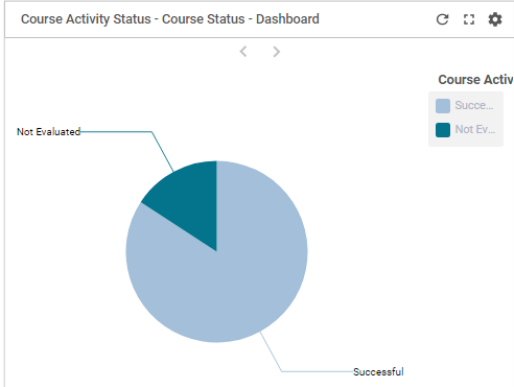 Course Activity Status - Course Status - Dashboard
Course Activ
Succe...
Not Ev...
Not Evaluated
Successful